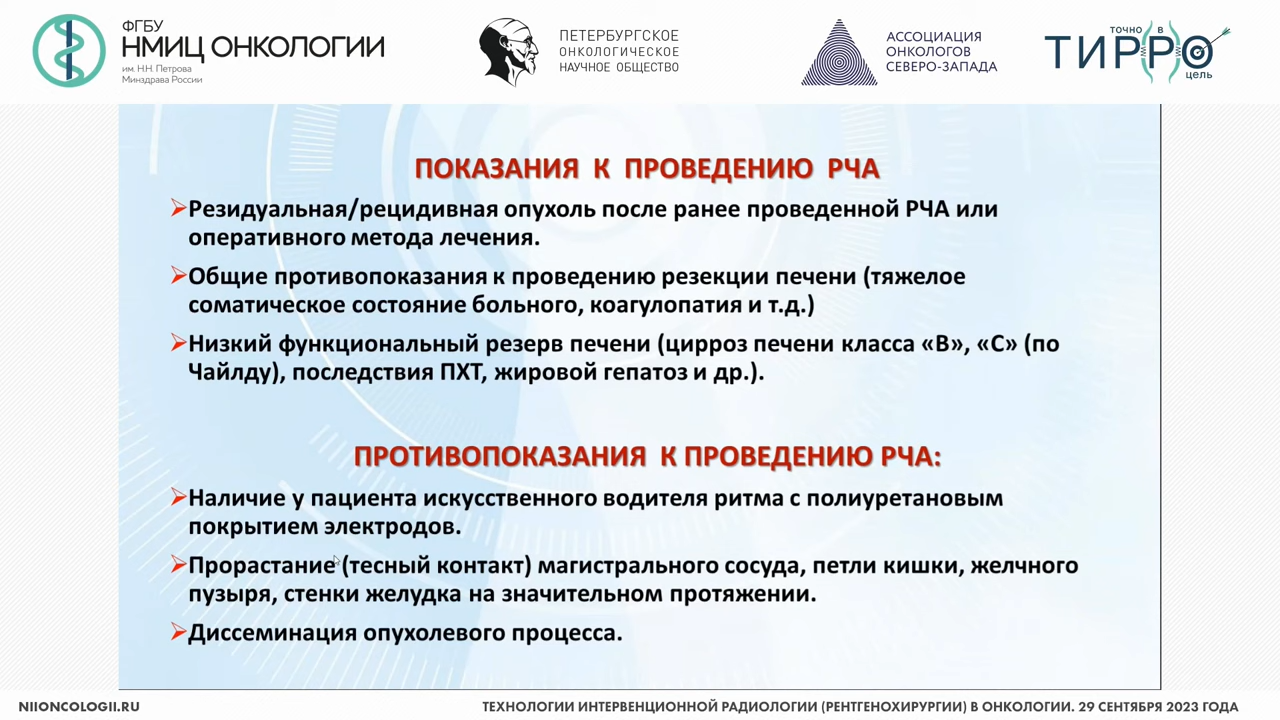 ФГБУ
НМИЦ ОНКОЛОГИИ
им. Н.Н. Петрова
Минздрава России
ПЕТЕРБУРГСКОЕ
ОНКОЛОГИЧЕСКОЕ
НАУЧНОЕ ОБЩЕСТВО
АССОЦИАЦИЯ
ОНКОЛОГОВ
СЕВЕРО-ЗАПАДА
точно в
ТИРРО
цель
ПОКАЗАНИЯ К ПРОВЕДЕНИЮ РЧА
Резидуальная/рецидивная опухоль после ранее проведенной РЧА или
оперативного метода лечения.
Общие противопоказания к проведению резекции печени (тяжелое
соматическое состояние больного, коагулопатия и т.д.)
Низкий функциональный резерв печени (цирроз печени класса «В», «С» (по
Чайлду), последствия ПХТ, жировой гепатоз и др.).
ПРОТИВОПОКАЗАНИЯ К ПРОВЕДЕНИЮ РЧА:
Наличие у пациента искусственного водителя ритма с полиуретановым
покрытием электродов.
Прорастание (тесный контакт) магистрального сосуда, петли кишки, желчного
пузыря, стенки желудка на значительном протяжении.
Диссеминация опухолевого процесса.
NIIONCOLOGII.RU
ТЕХНОЛОГИИ ИНТЕРВЕНЦИОННОЙ РАДИОЛОГИИ (РЕНТГЕНОХИРУРГИИ) В ОНКОЛОГИИ. 29 СЕНТЯБРЯ 2023 ГОДА